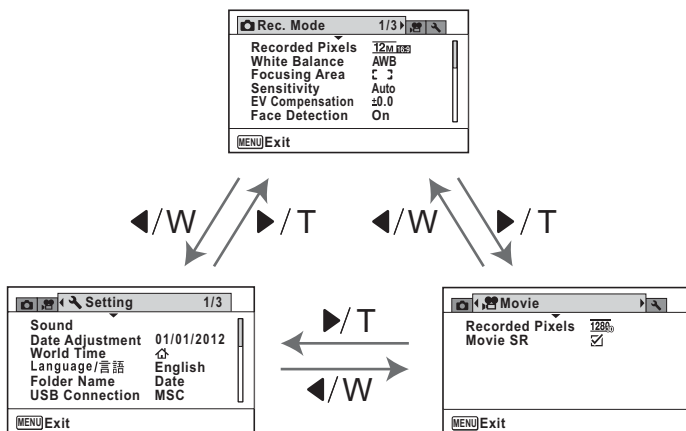 Rec. Mode 1/3
Recorded Pixels 12M 16:9
White Balance AWB
Focusing Area
Sensitivity Auto
EV Compensation ±0.0
Face Detection On
MENU Exit
◀/W ▶/T ◀/W ▶/T
Setting 1/3
Sound
Date Adjustment 01/01/2012
World Time
Language/言語 English
Folder Name Date
USB Connection MSC
MENU Exit
▶/T
◀/W
Movie
Recorded Pixels 1280
Movie SR ☑
MENU Exit